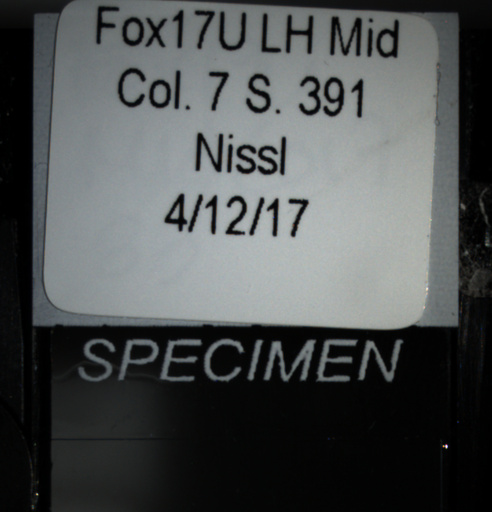 Fox17U LH Mid
Col. 7 S. 391
Nissl
4/12/17
SPECIMEN